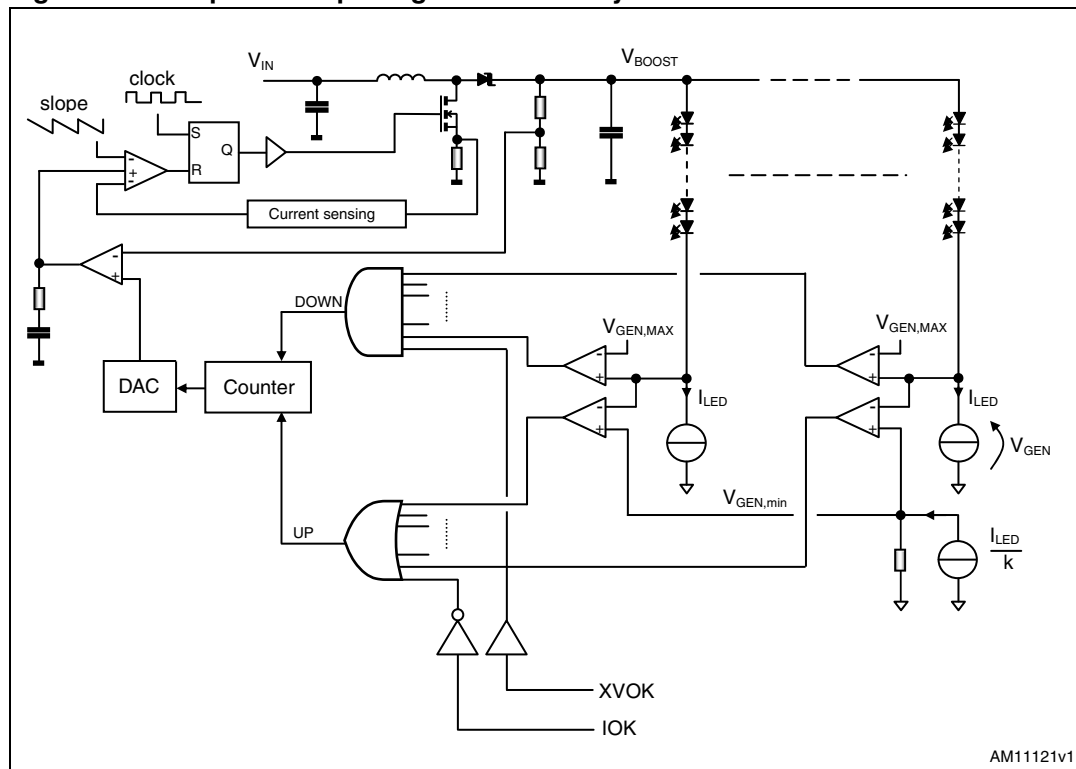 V_IN
V_BOOST
clock
slope
S
Q
R
-
+
-
Current sensing
-
+
DOWN
V_GEN,MAX
V_GEN,MAX
-
+
-
+
DAC
Counter
I_LED
I_LED
-
+
-
+
V_GEN
V_GEN,min
UP
I_LED
k
XVOK
IOK
AM11121v1